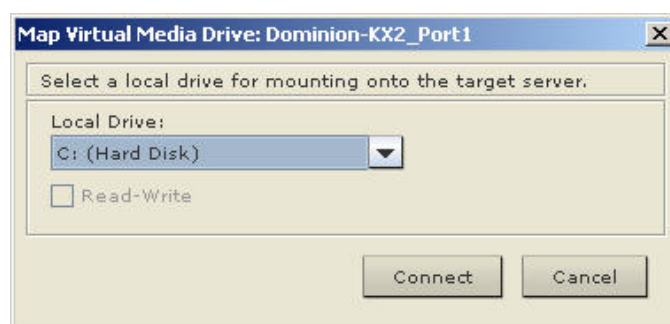 Map Virtual Media Drive: Dominion-KX2_Port1
Select a local drive for mounting onto the target server.
Local Drive:
C: (Hard Disk)
Read-Write
Connect Cancel